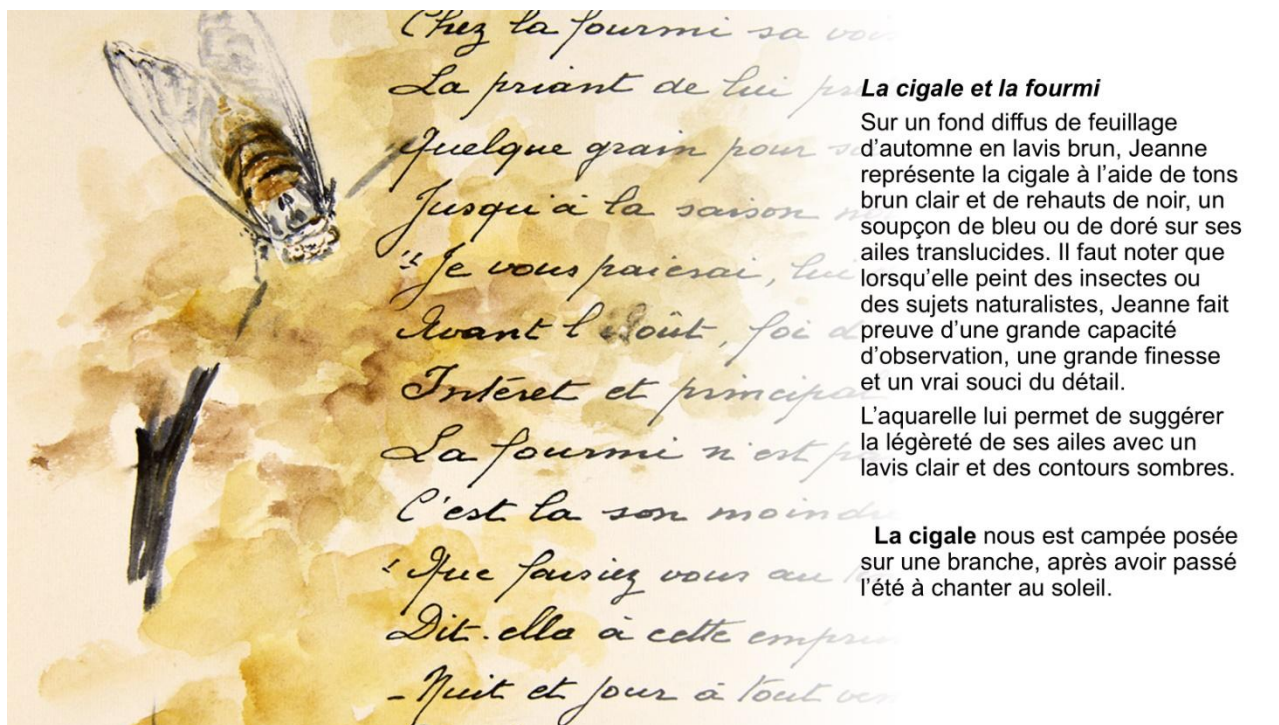 Chez la fourmi sa
La priant de lui
Quelque grain pour
Jusqu'à la saison
"Je vous paierai, lui
Avant l'Août, foi d
Intéret et principal
La fourmi n'est
C'est la son moindre
"Que faisiez vous au
Dit-elle à cette
- Nuit et jour à tout
La cigale et la fourmi
Sur un fond diffus de feuillage
d'automne en lavis brun, Jeanne
représente la cigale à l'aide de tons
brun clair et de rehauts de noir, un
soupçon de bleu ou de doré sur ses
ailes translucides. Il faut noter que
lorsqu'elle peint des insectes ou
des sujets naturalistes, Jeanne fait
preuve d'une grande capacité
d'observation, une grande finesse
et un vrai souci du détail.
L'aquarelle lui permet de suggérer
la légèreté de ses ailes avec un
lavis clair et des contours sombres.
La cigale nous est campée posée
sur une branche, après avoir passé
l'été à chanter au soleil.